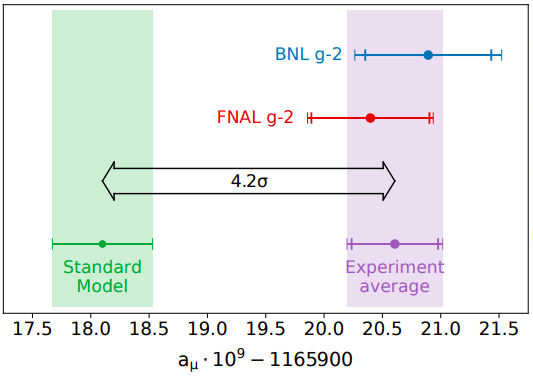 BNL g-2
FNAL g-2
4.2σ
Standard
Model
Experiment
average
17.5 18.0 18.5 19.0 19.5 20.0 20.5 21.0 21.5
aμ · 10⁹ − 1165900